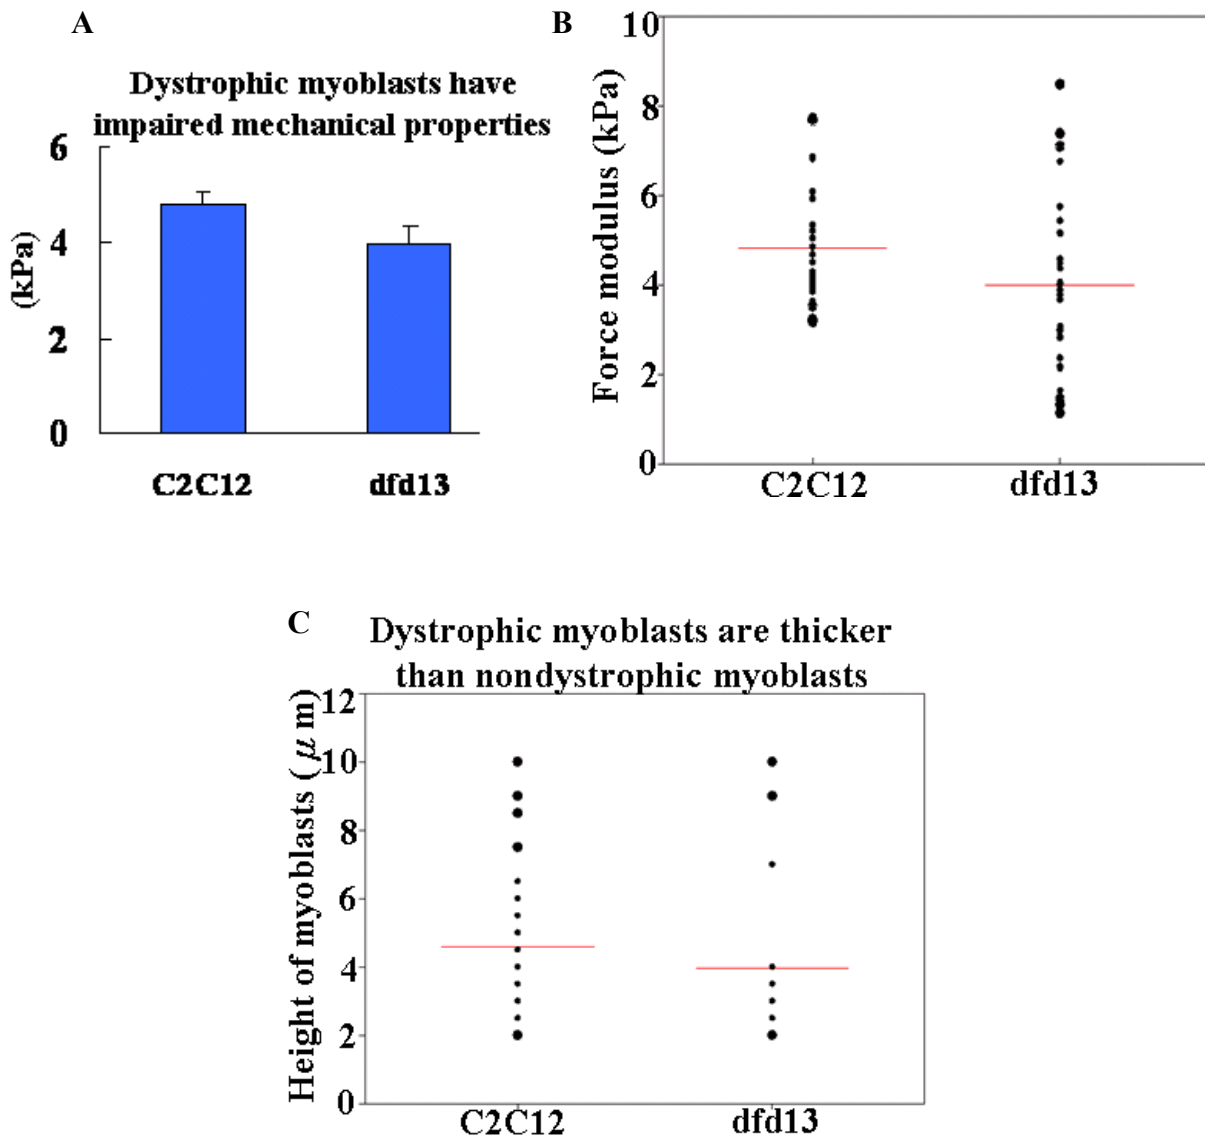 A
Dystrophic myoblasts have
impaired mechanical properties
(kPa)
6
4
2
0
C2C12 dfd13
B
Force modulus (kPa)
10
8
6
4
2
0
C2C12 dfd13
C
Dystrophic myoblasts are thicker
than nondystrophic myoblasts
Height of myoblasts (μ m)
12
10
8
6
4
2
0
C2C12 dfd13